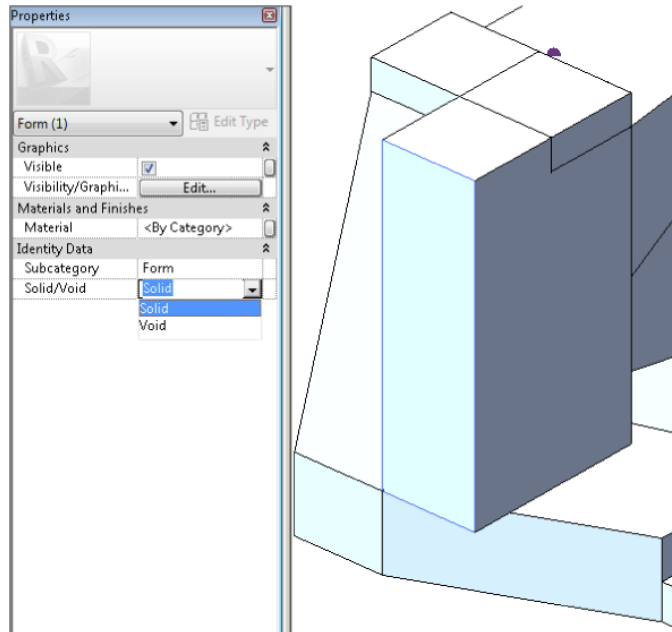 Properties
Form (1)
Edit Type
Graphics
Visible
Visibility/Graphi... Edit...
Materials and Finishes
Material <By Category>
Identity Data
Subcategory Form
Solid/Void Solid
Solid
Void